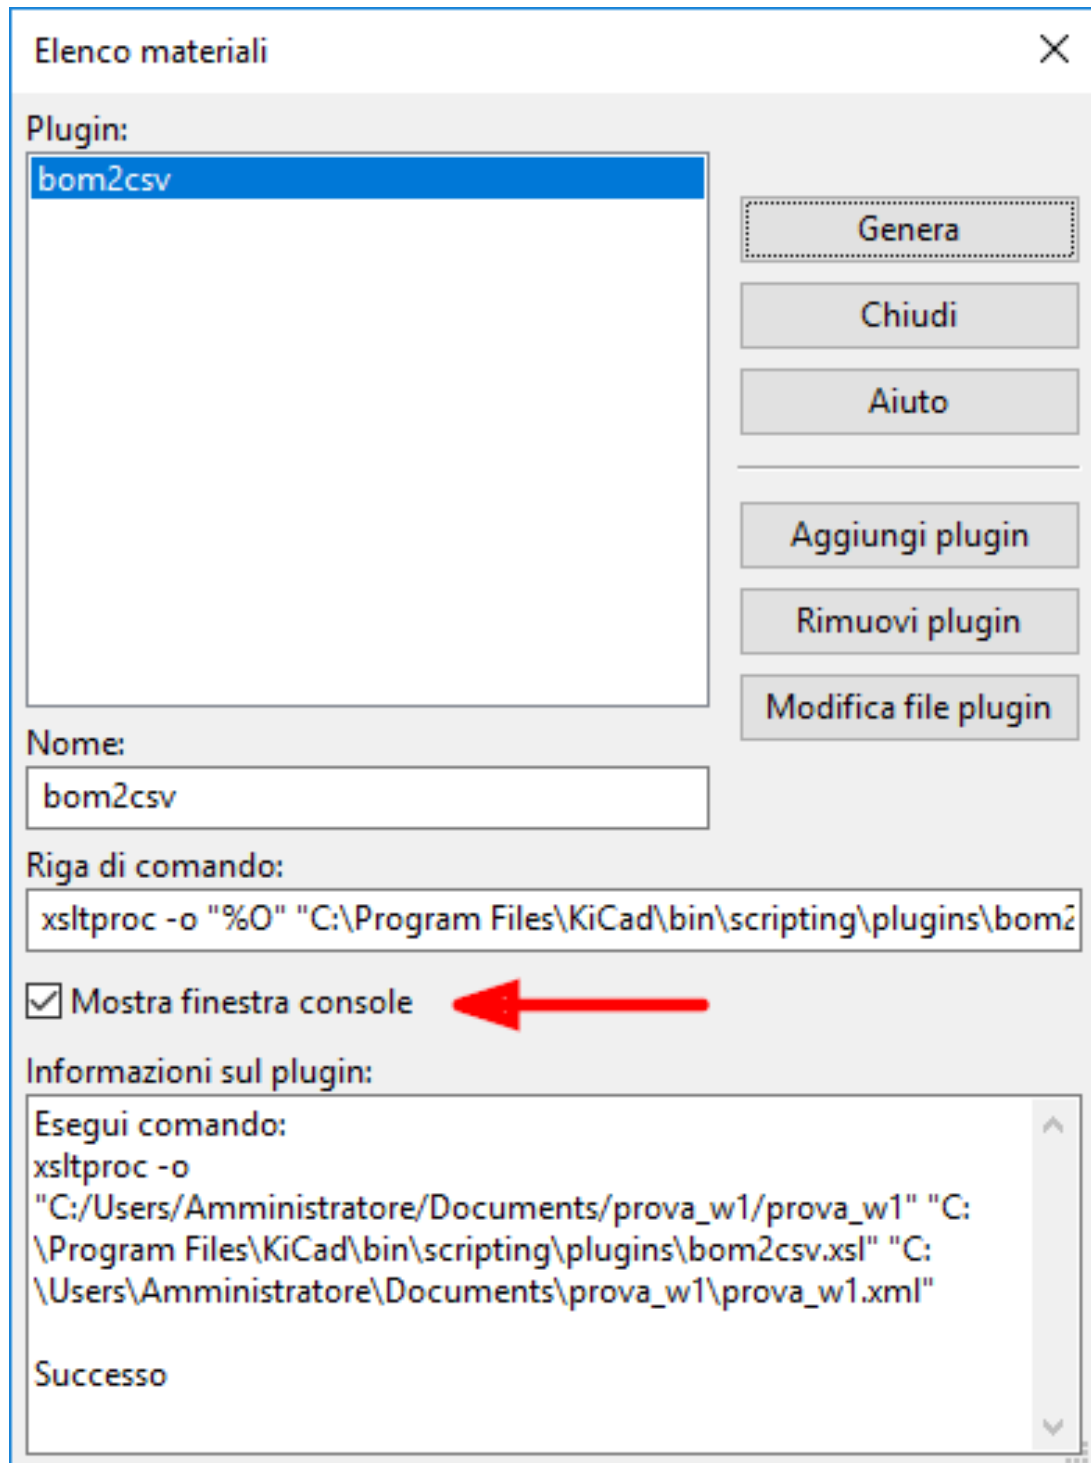 Elenco materiali
Plugin:
bom2csv
Genera
Chiudi
Aiuto
Aggiungi plugin
Rimuovi plugin
Modifica file plugin
Nome:
bom2csv
Riga di comando:
xsltproc -o "%O" "C:\Program Files\KiCad\bin\scripting\plugins\bom2
Mostra finestra console
Informazioni sul plugin:
Esegui comando:
xsltproc -o
"C:/Users/Amministratore/Documents/prova_w1/prova_w1" "C:
\Program Files\KiCad\bin\scripting\plugins\bom2csv.xsl" "C:
\Users\Amministratore\Documents\prova_w1\prova_w1.xml"
Successo